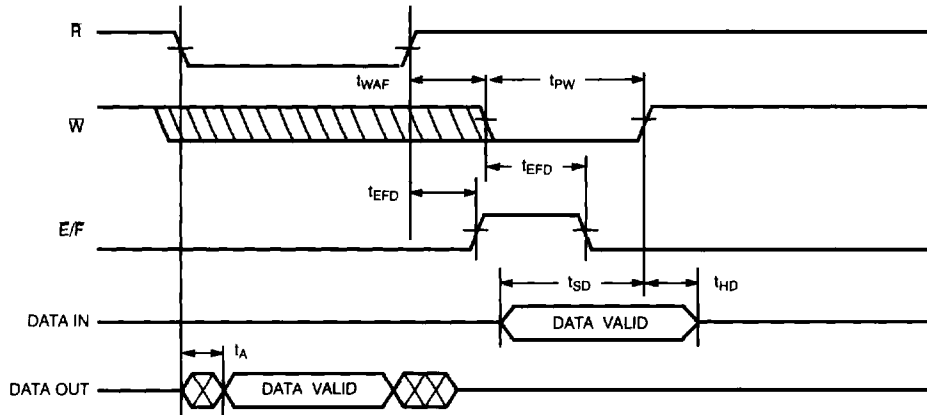 R̅
tWAF
tPW
W̅
tEFD
tEFD
E̅/F̅
tSD
tHD
DATA IN
DATA VALID
tA
DATA OUT
DATA VALID